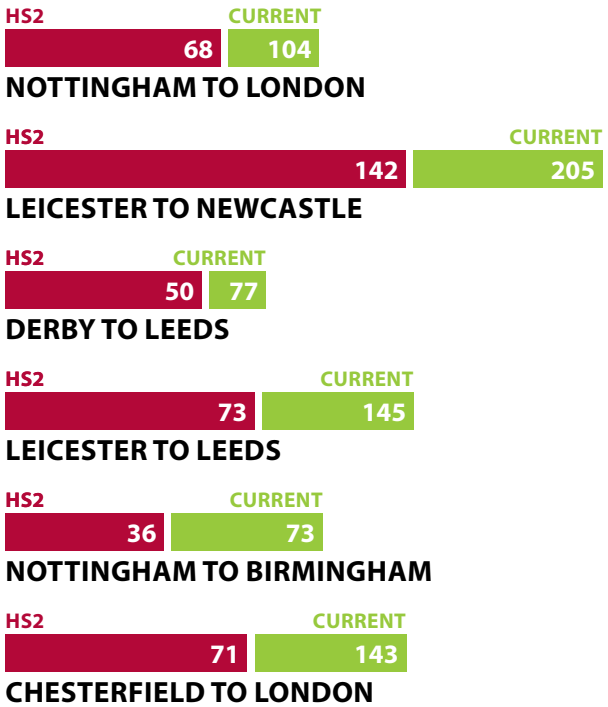 HS2 CURRENT
68 104
NOTTINGHAM TO LONDON
HS2 CURRENT
142 205
LEICESTER TO NEWCASTLE
HS2 CURRENT
50 77
DERBY TO LEEDS
HS2 CURRENT
73 145
LEICESTER TO LEEDS
HS2 CURRENT
36 73
NOTTINGHAM TO BIRMINGHAM
HS2 CURRENT
71 143
CHESTERFIELD TO LONDON